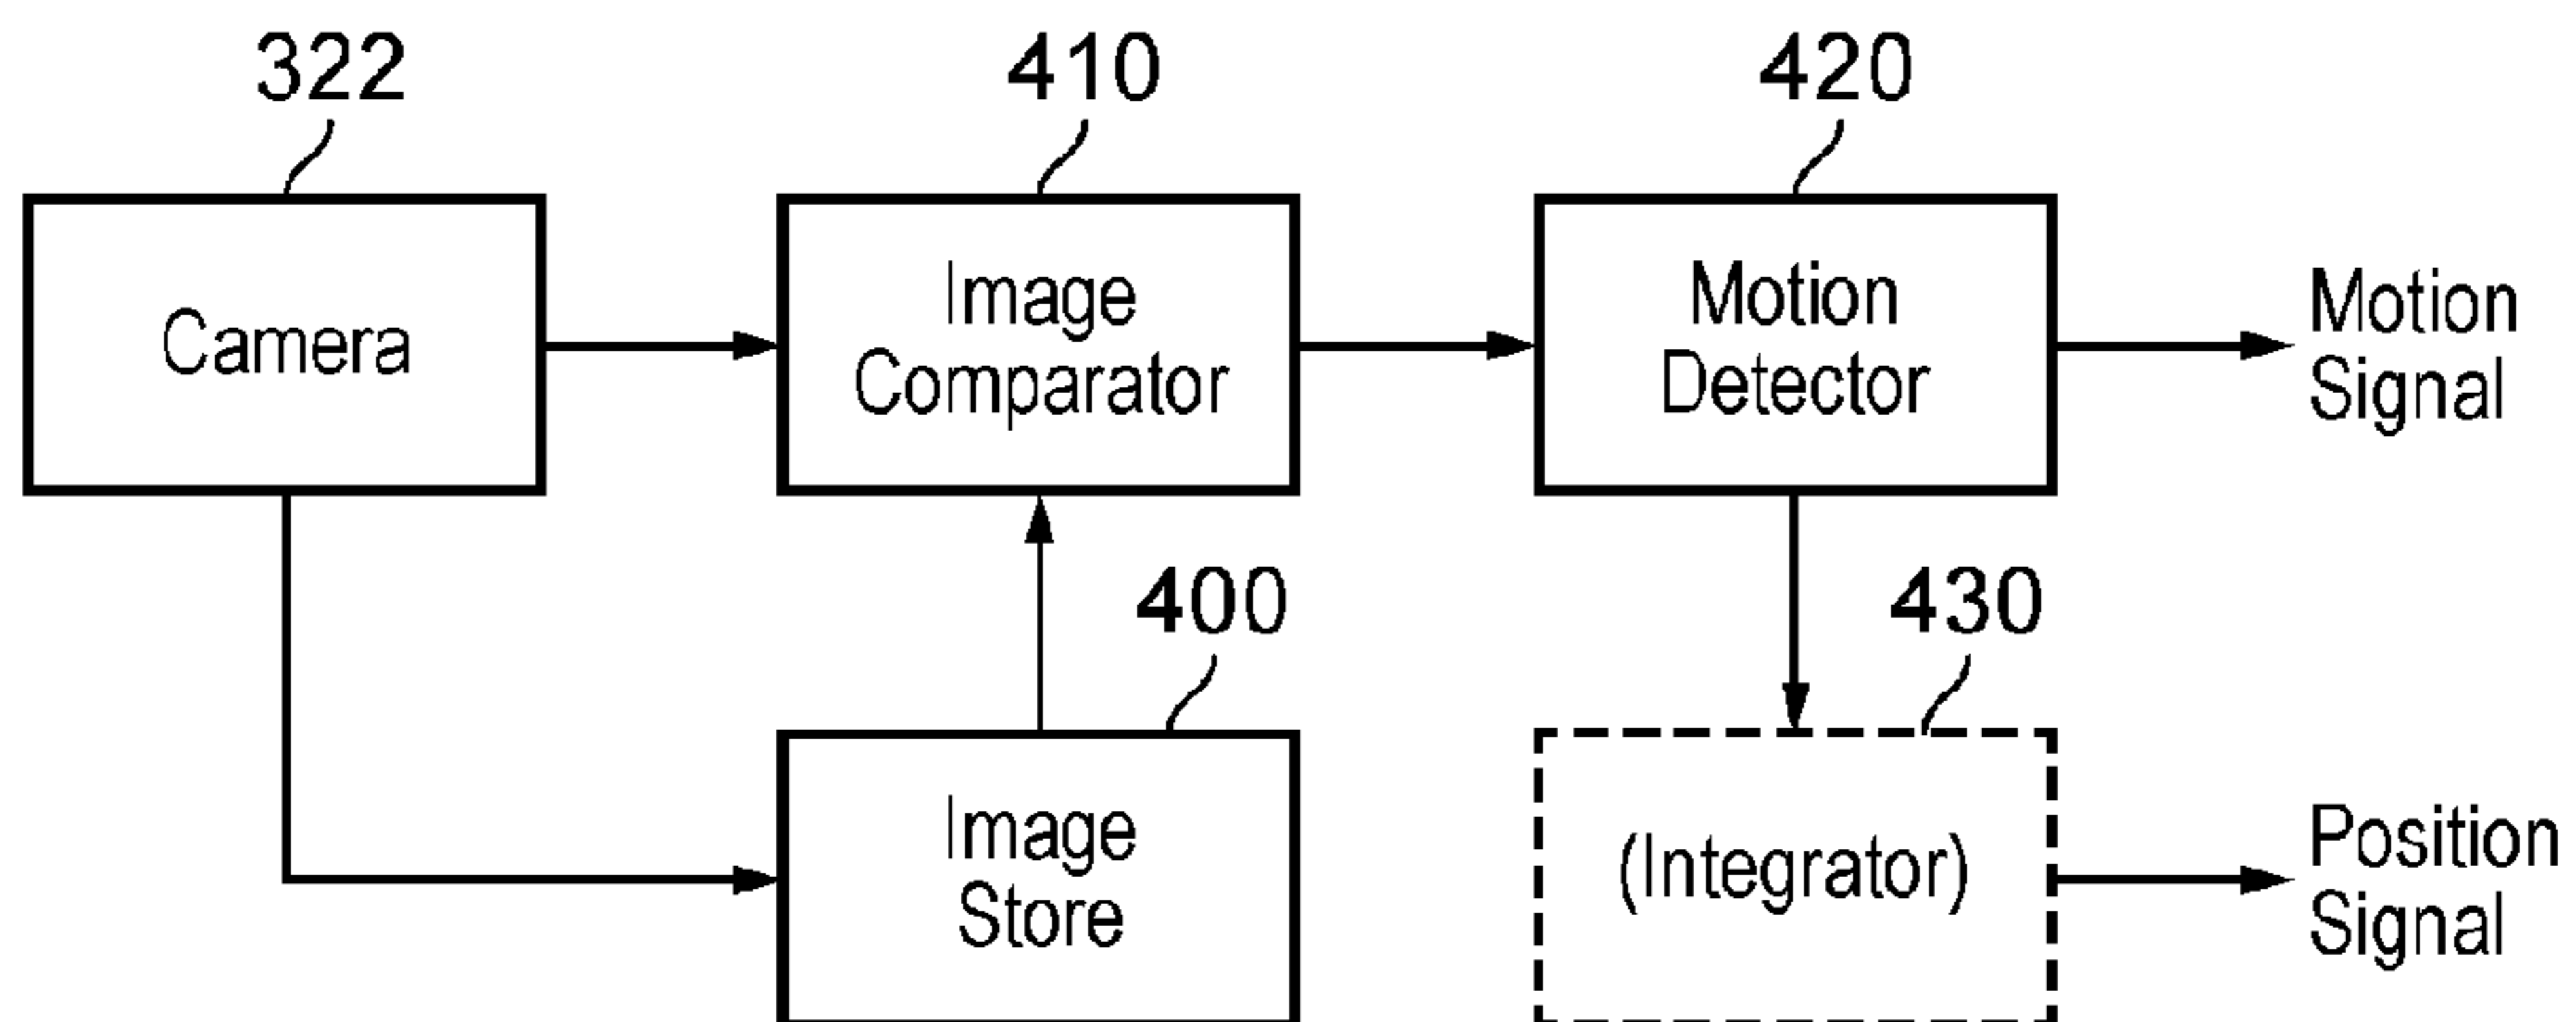 322
410
420
Camera
Image
Comparator
Motion
Detector
Motion
Signal
400
430
Image
Store
(Integrator)
Position
Signal